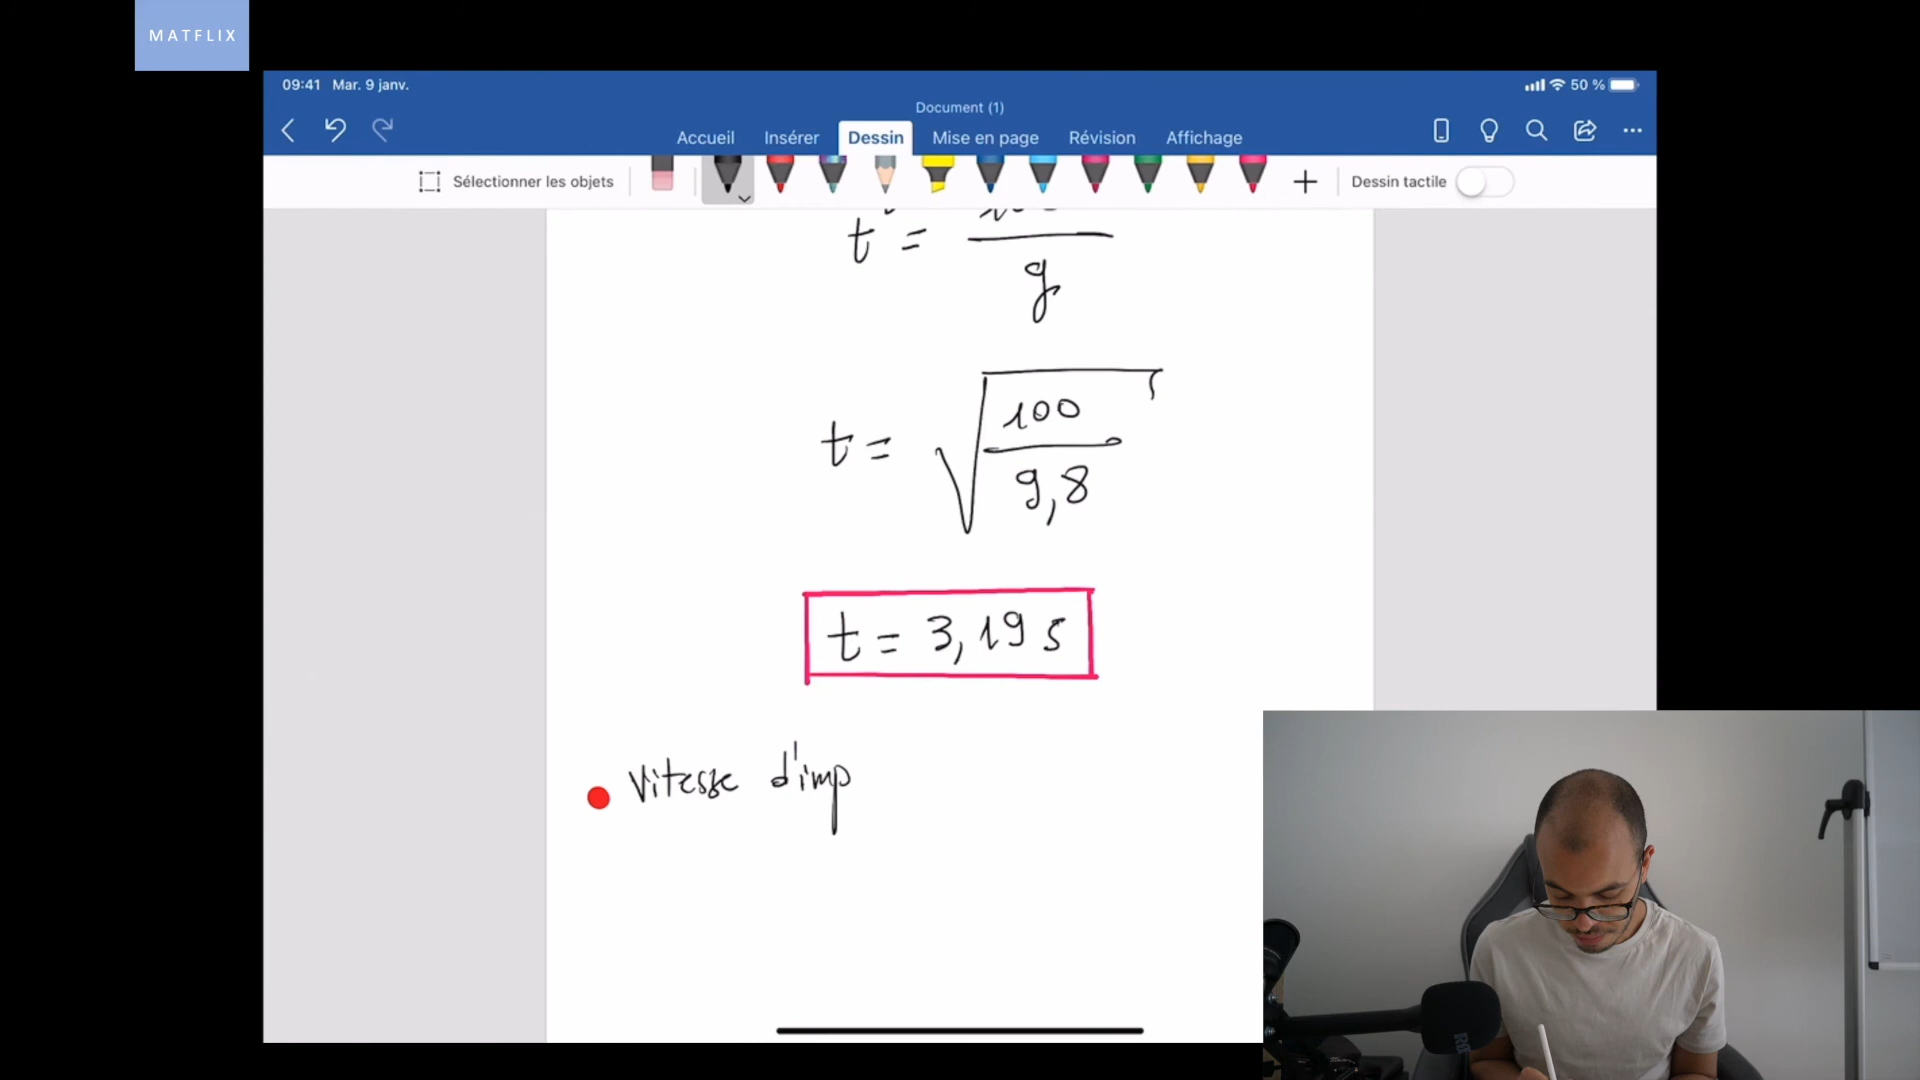 MATFLIX
09:41 Mar. 9 janv.
50 %
Document (1)
Accueil Insérer Dessin Mise en page Révision Affichage
Sélectionner les objets
Dessin tactile
t² =
g
t = √
100
9,8
t = 3,19 s
Vitesse d'imp